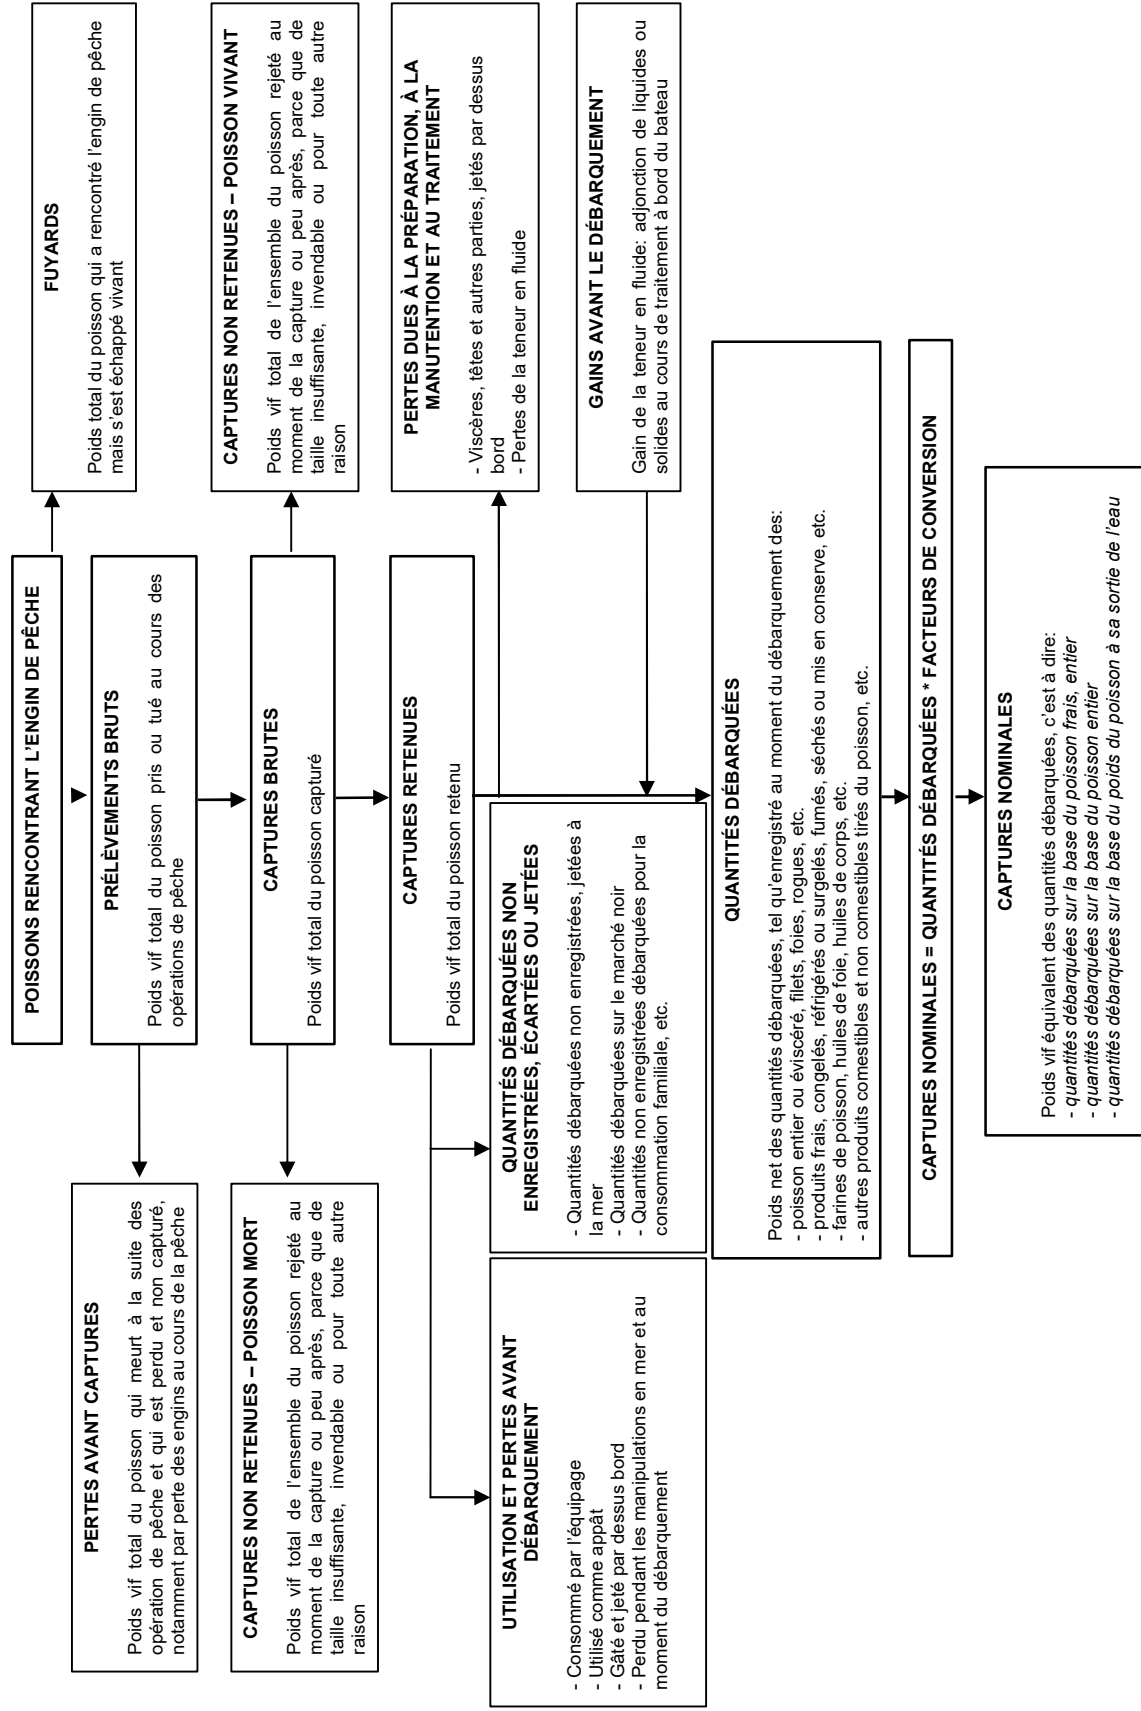 POISSONS RENCONTRANT L'ENGIN DE PÊCHE
FUYARDS
Poids total du poisson qui a rencontré l'engin de pêche
mais s'est échappé vivant
PRÉLÈVEMENTS BRUTS
Poids vif total du poisson pris ou tué au cours des
opérations de pêche
PERTES AVANT CAPTURES
Poids vif total du poisson qui meurt à la suite des
opération de pêche et qui est perdu et non capturé,
notamment par perte des engins au cours de la pêche
CAPTURES BRUTES
Poids vif total du poisson capturé
CAPTURES NON RETENUES – POISSON VIVANT
Poids vif total de l'ensemble du poisson rejeté au
moment de la capture ou peu après, parce que de
taille insuffisante, invendable ou pour toute autre
raison
CAPTURES NON RETENUES – POISSON MORT
Poids vif total de l'ensemble du poisson rejeté au
moment de la capture ou peu après, parce que de
taille insuffisante, invendable ou pour toute autre
raison
CAPTURES RETENUES
Poids vif total du poisson retenu
PERTES DUES À LA PRÉPARATION, À LA
MANUTENTION ET AU TRAITEMENT
- Viscères, têtes et autres parties, jetés par dessus
bord
- Pertes de la teneur en fluide
UTILISATION ET PERTES AVANT
DÉBARQUEMENT
- Consommé par l'équipage
- Utilisé comme appât
- Gâté et jeté par dessus bord
- Perdu pendant les manipulations en mer et au
moment du débarquement
QUANTITÉS DÉBARQUÉES NON
ENREGISTRÉES, ÉCARTÉES OU JETÉES
- Quantités débarquées non enregistrées, jetées à
la mer
- Quantités débarquées sur le marché noir
- Quantités non enregistrées débarquées pour la
consommation familiale, etc.
GAINS AVANT LE DÉBARQUEMENT
Gain de la teneur en fluide: adjonction de liquides ou
solides au cours de traitement à bord du bateau
QUANTITÉS DÉBARQUÉES
Poids net des quantités débarquées, tel qu'enregistré au moment du débarquement des:
- poisson entier ou éviscéré, filets, foies, rogues, etc.
- produits frais, congelés, réfrigérés ou surgelés, fumés, séchés ou mis en conserve, etc.
- farines de poisson, huiles de foie, huiles de corps, etc.
- autres produits comestibles et non comestibles tirés du poisson, etc.
CAPTURES NOMINALES = QUANTITÉS DÉBARQUÉES * FACTEURS DE CONVERSION
CAPTURES NOMINALES
Poids vif équivalent des quantités débarquées, c'est à dire:
- quantités débarquées sur la base du poisson frais, entier
- quantités débarquées sur la base du poisson entier
- quantités débarquées sur la base du poids du poisson à sa sortie de l'eau